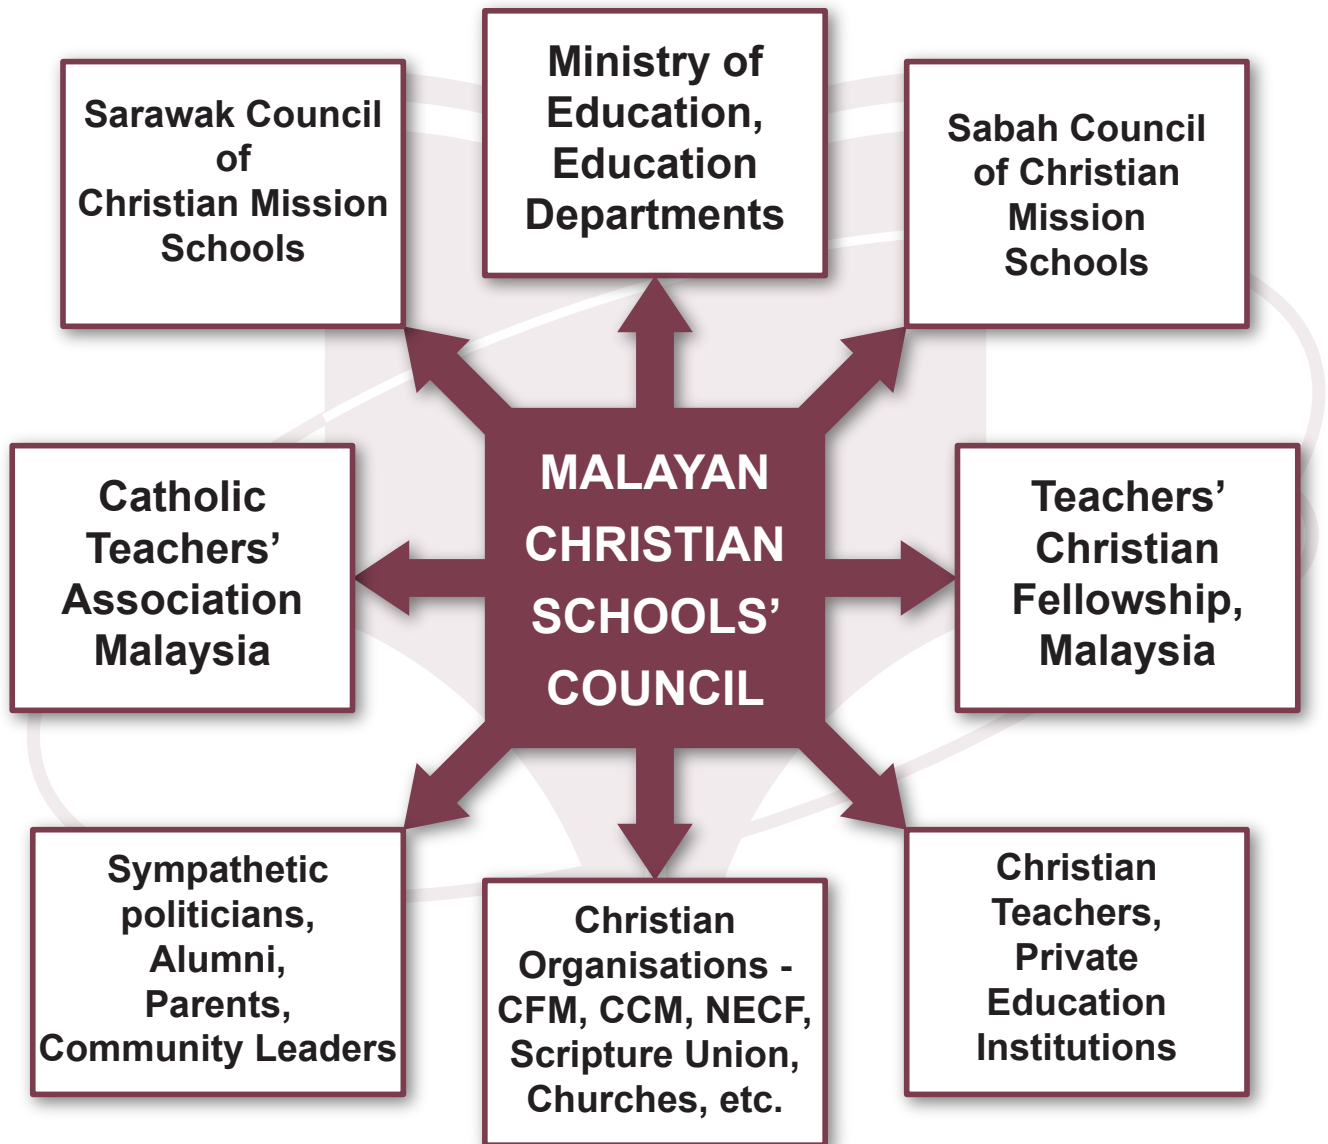 Sarawak Council
of
Christian Mission
Schools
Ministry of
Education,
Education
Departments
Sabah Council
of Christian
Mission
Schools
Catholic
Teachers’
Association
Malaysia
MALAYAN
CHRISTIAN
SCHOOLS’
COUNCIL
Teachers’
Christian
Fellowship,
Malaysia
Sympathetic
politicians,
Alumni,
Parents,
Community Leaders
Christian
Organisations -
CFM, CCM, NECF,
Scripture Union,
Churches, etc.
Christian
Teachers,
Private
Education
Institutions